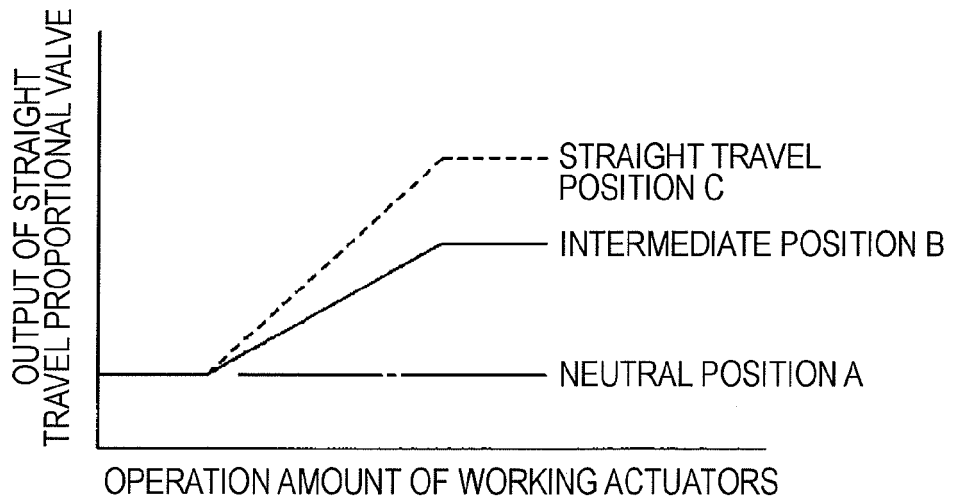 OUTPUT OF STRAIGHT
TRAVEL PROPORTIONAL VALVE
STRAIGHT TRAVEL
POSITION C
INTERMEDIATE POSITION B
NEUTRAL POSITION A
OPERATION AMOUNT OF WORKING ACTUATORS